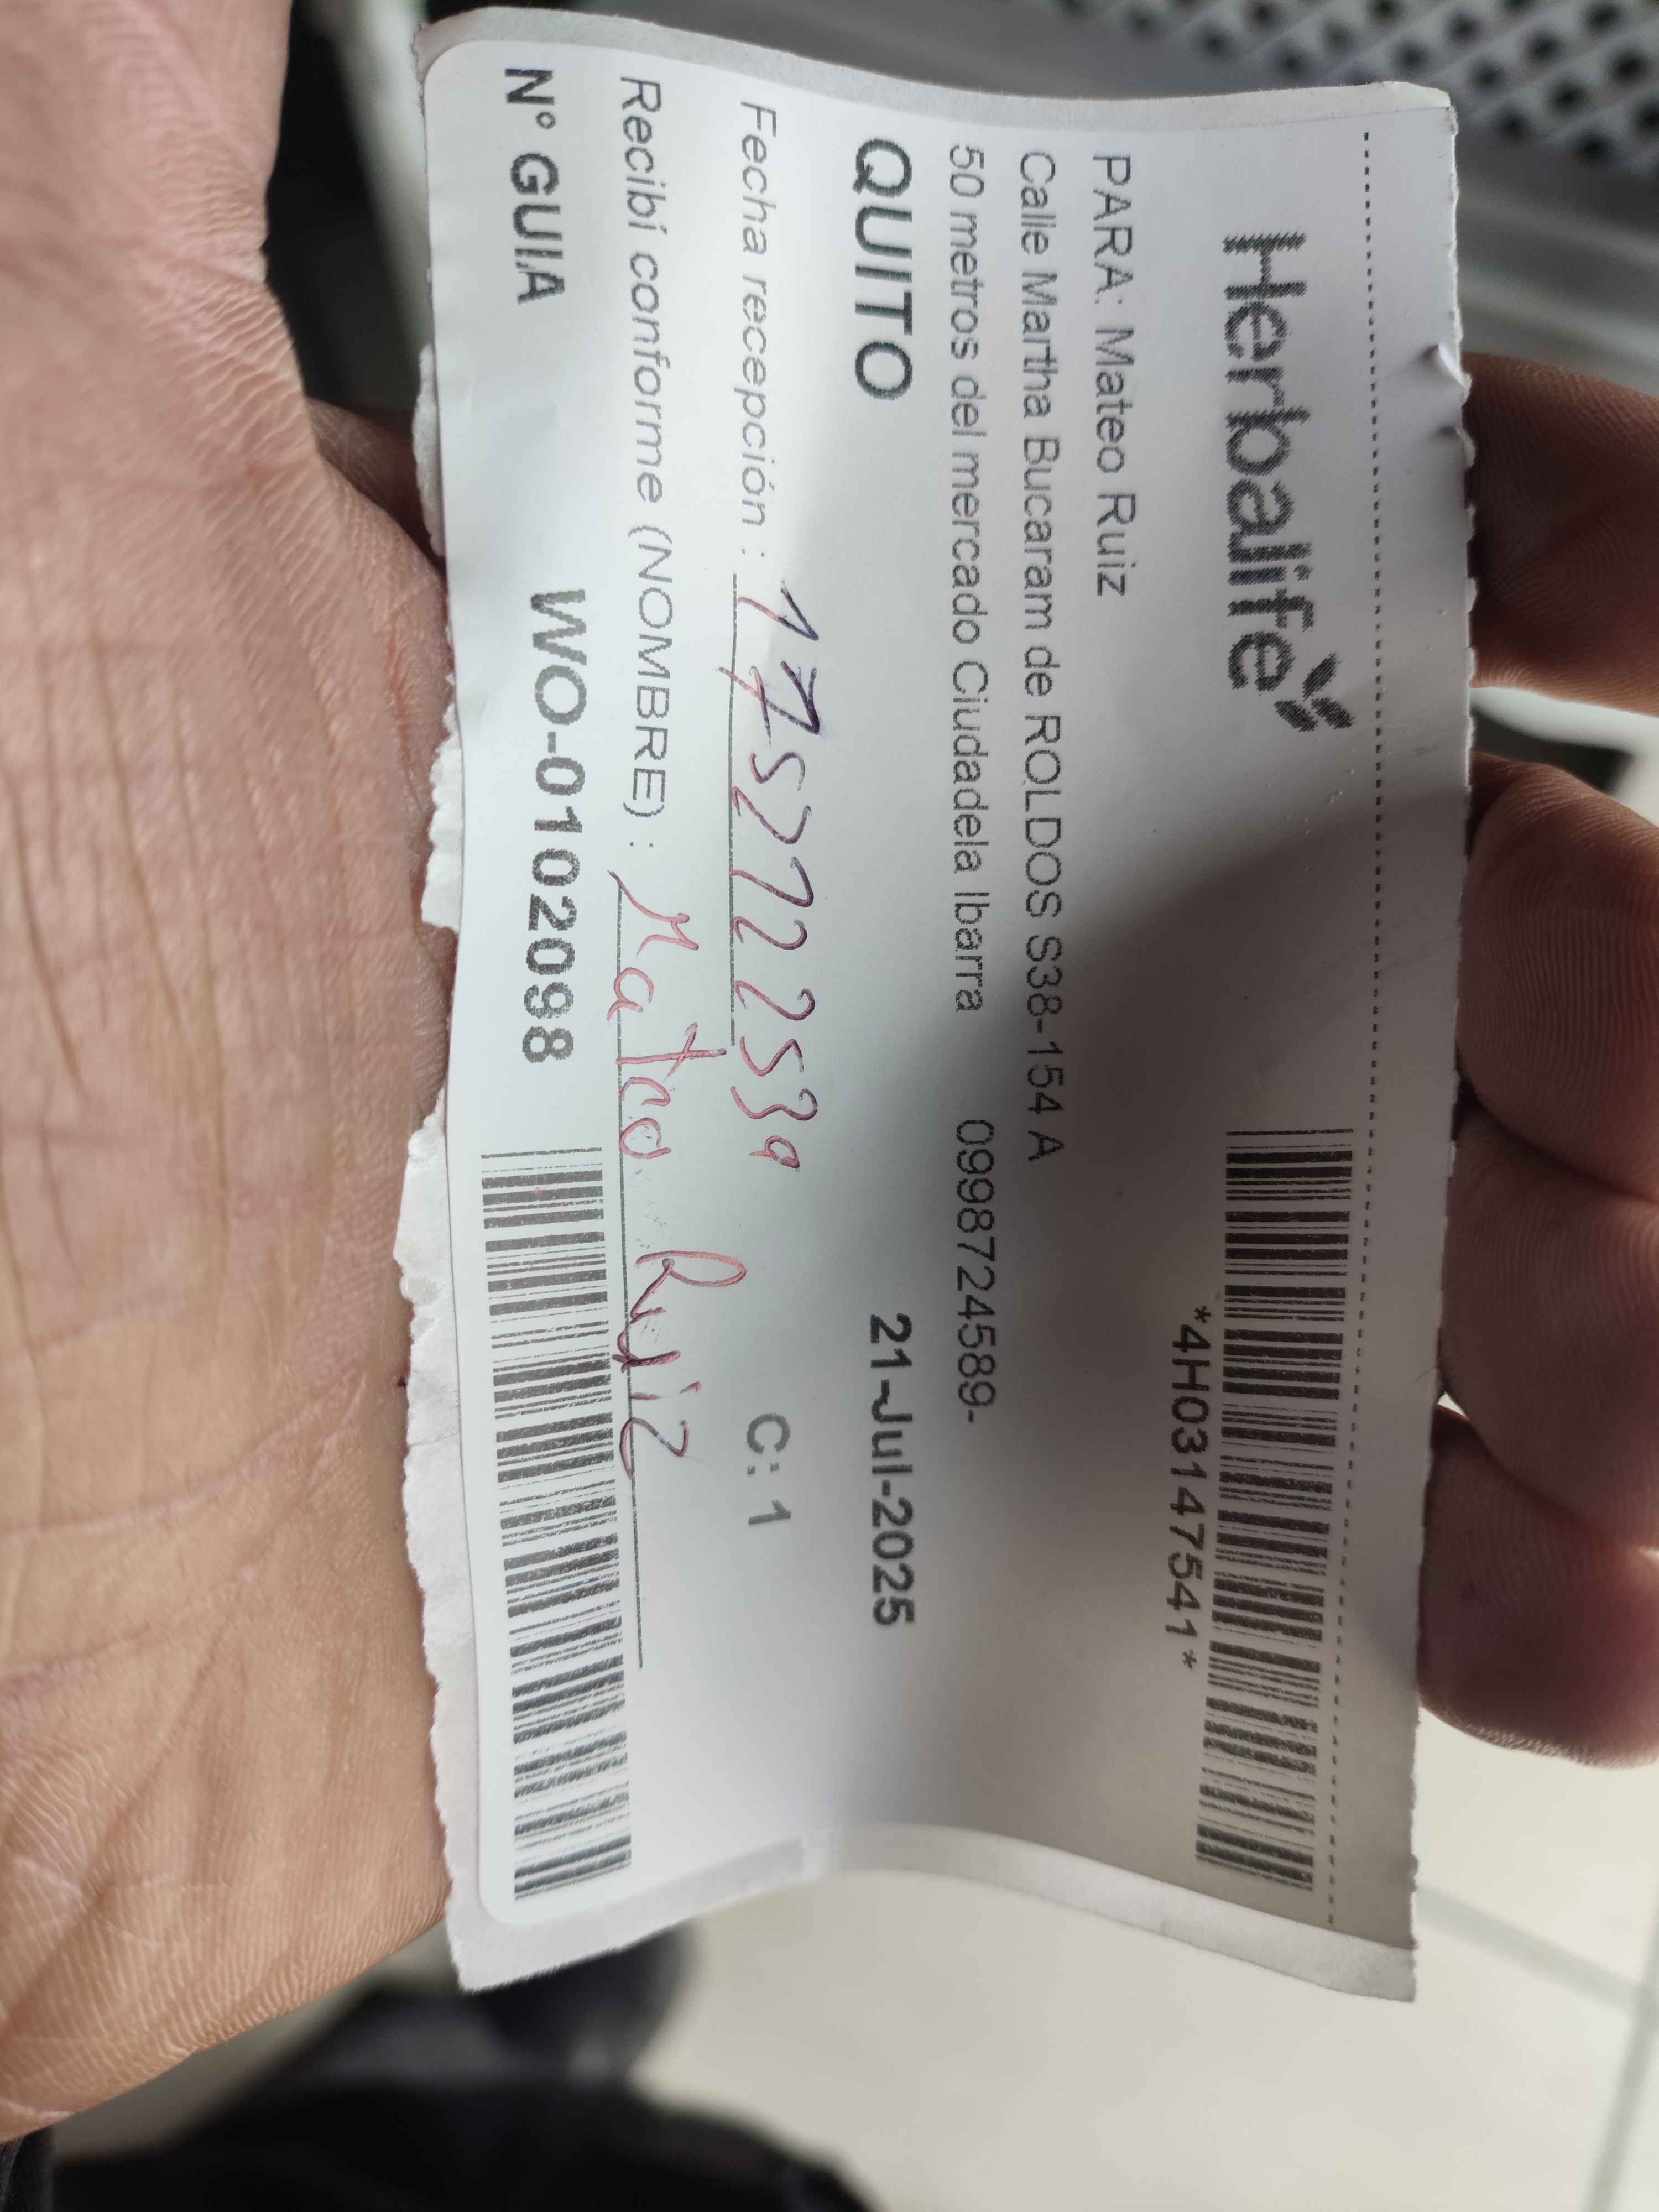 Herbalife
*4H03147541*
PARA: Mateo Ruiz
Calle Martha Bucaram de ROLDOS S38-154 A
50 metros del mercado Ciudadela Ibarra 0998724589-
QUITO 21-Jul-2025
Fecha recepción : 1752722539 C: 1
Recibí conforme (NOMBRE) : Mateo Ruiz
N° GUIA WO-0102098